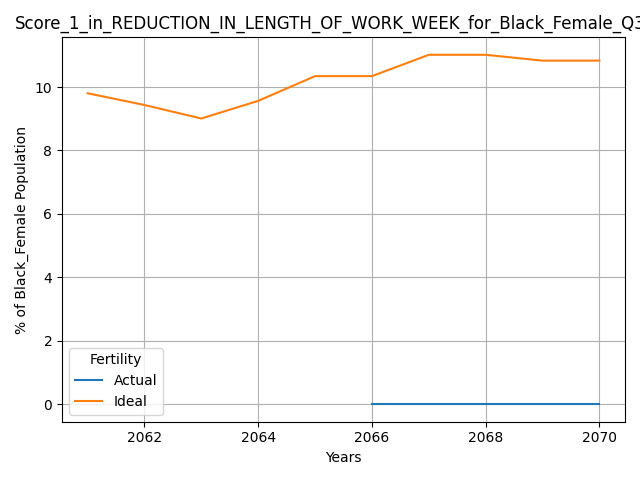 Score_1_in_REDUCTION_IN_LENGTH_OF_WORK_WEEK_for_Black_Female_Q3
% of Black_Female Population
10
8
6
4
2
0
Fertility
Actual
Ideal
2062 2064 2066 2068 2070
Years